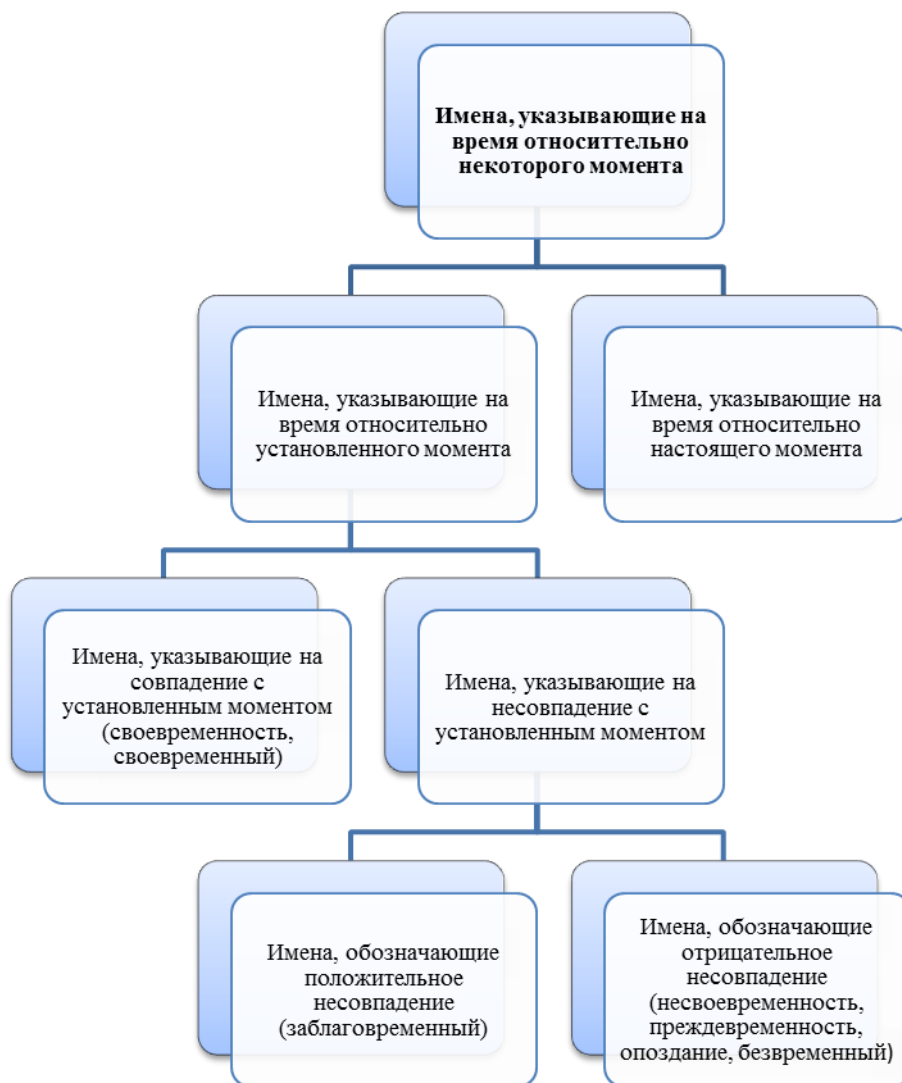 Имена, указывающие на
время относиттельно
некоторого момента
Имена, указывающие на
время относительно
установленного момента
Имена, указывающие на
время относительно
настоящего момента
Имена, указывающие на
совпадение с
установленным моментом
(своевременность,
своевременный)
Имена, указывающие на
несовпадение с
установленным моментом
Имена, обозначающие
положительное
несовпадение
(заблаговременный)
Имена, обозначающие
отрицательное
несовпадение
(несвоевременность,
преждевременность,
опоздание, безвременный)